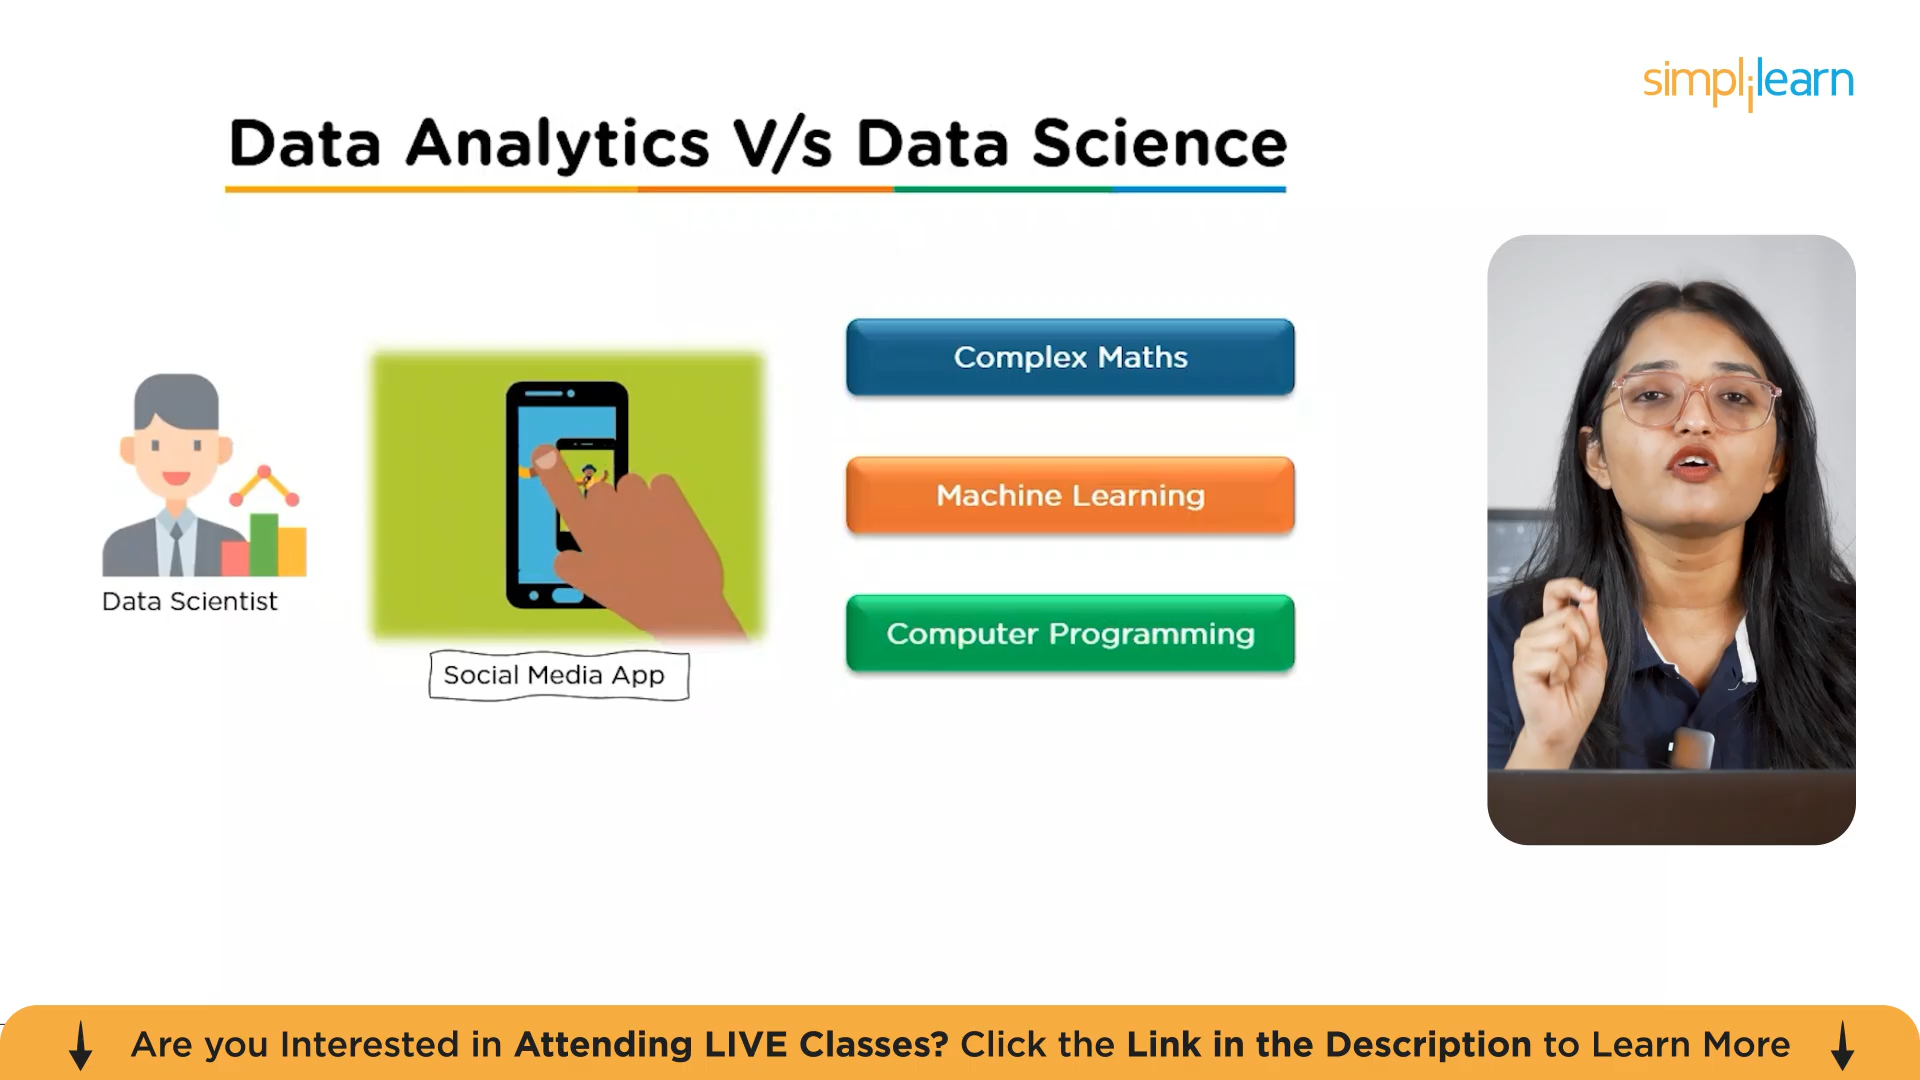 simplilearn
Data Analytics V/s Data Science
Complex Maths
Machine Learning
Computer Programming
Data Scientist
Social Media App
Are you Interested in Attending LIVE Classes? Click the Link in the Description to Learn More